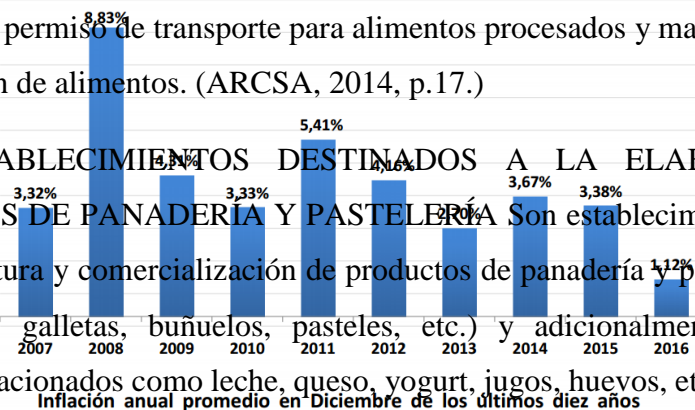 permiso de transporte para alimentos procesados y ma
n de alimentos. (ARCSA, 2014, p.17.)
ABLECIMIENTOS DESTINADOS A LA ELAB
S DE PANADERÍA Y PASTELERÍA Son establecim
tura y comercialización de productos de panadería y p
galletas, buñuelos, pasteles, etc.) y adicionalmen
acionados como leche, queso, yogurt, jugos, huevos, et
3,32% 8,83% 4,31% 3,33% 5,41% 4,16% 2,70% 3,67% 3,38% 1,12%
2007 2008 2009 2010 2011 2012 2013 2014 2015 2016
Inflación anual promedio en Diciembre de los últimos diez años